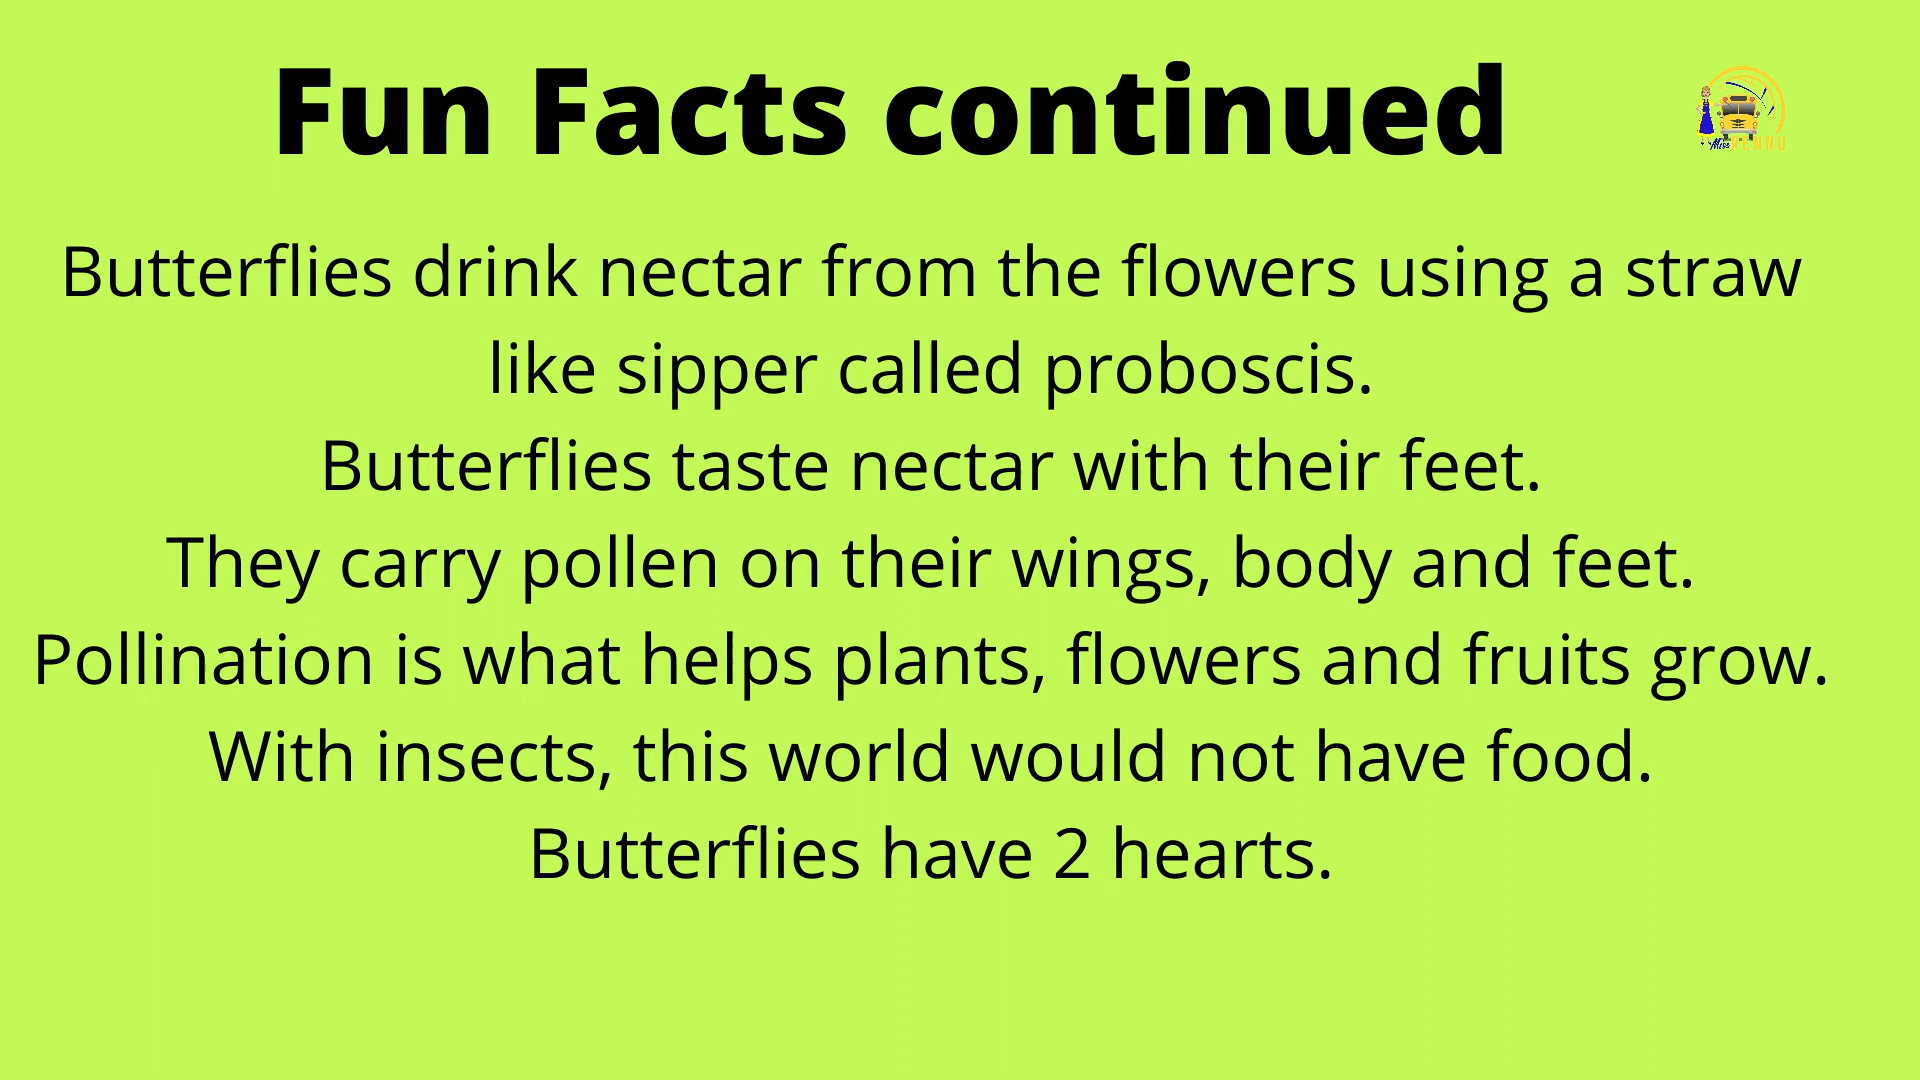 Fun Facts continued
Butterflies drink nectar from the flowers using a straw
like sipper called proboscis.
Butterflies taste nectar with their feet.
They carry pollen on their wings, body and feet.
Pollination is what helps plants, flowers and fruits grow.
With insects, this world would not have food.
Butterflies have 2 hearts.
Miss